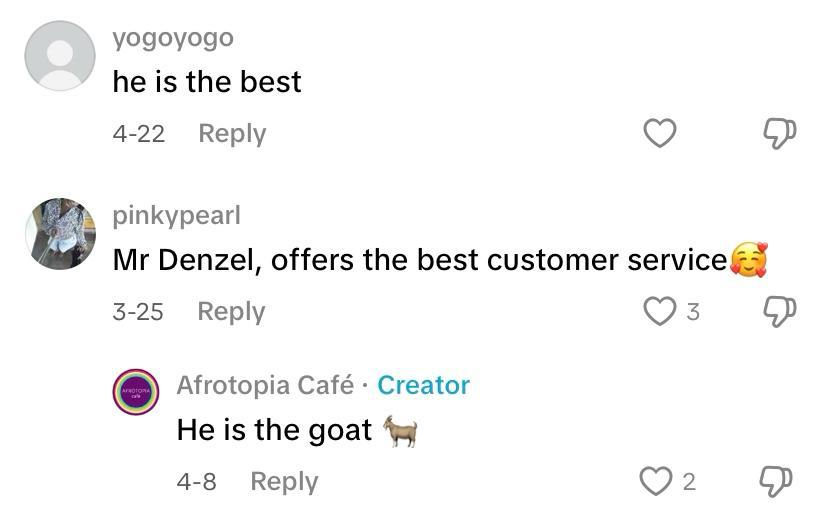 yogoyogo
he is the best
4-22 Reply
pinkypearl
Mr Denzel, offers the best customer service🥰
3-25 Reply 3
AFROTOPIA
café
Afrotopia Café · Creator
He is the goat 🐐
4-8 Reply 2